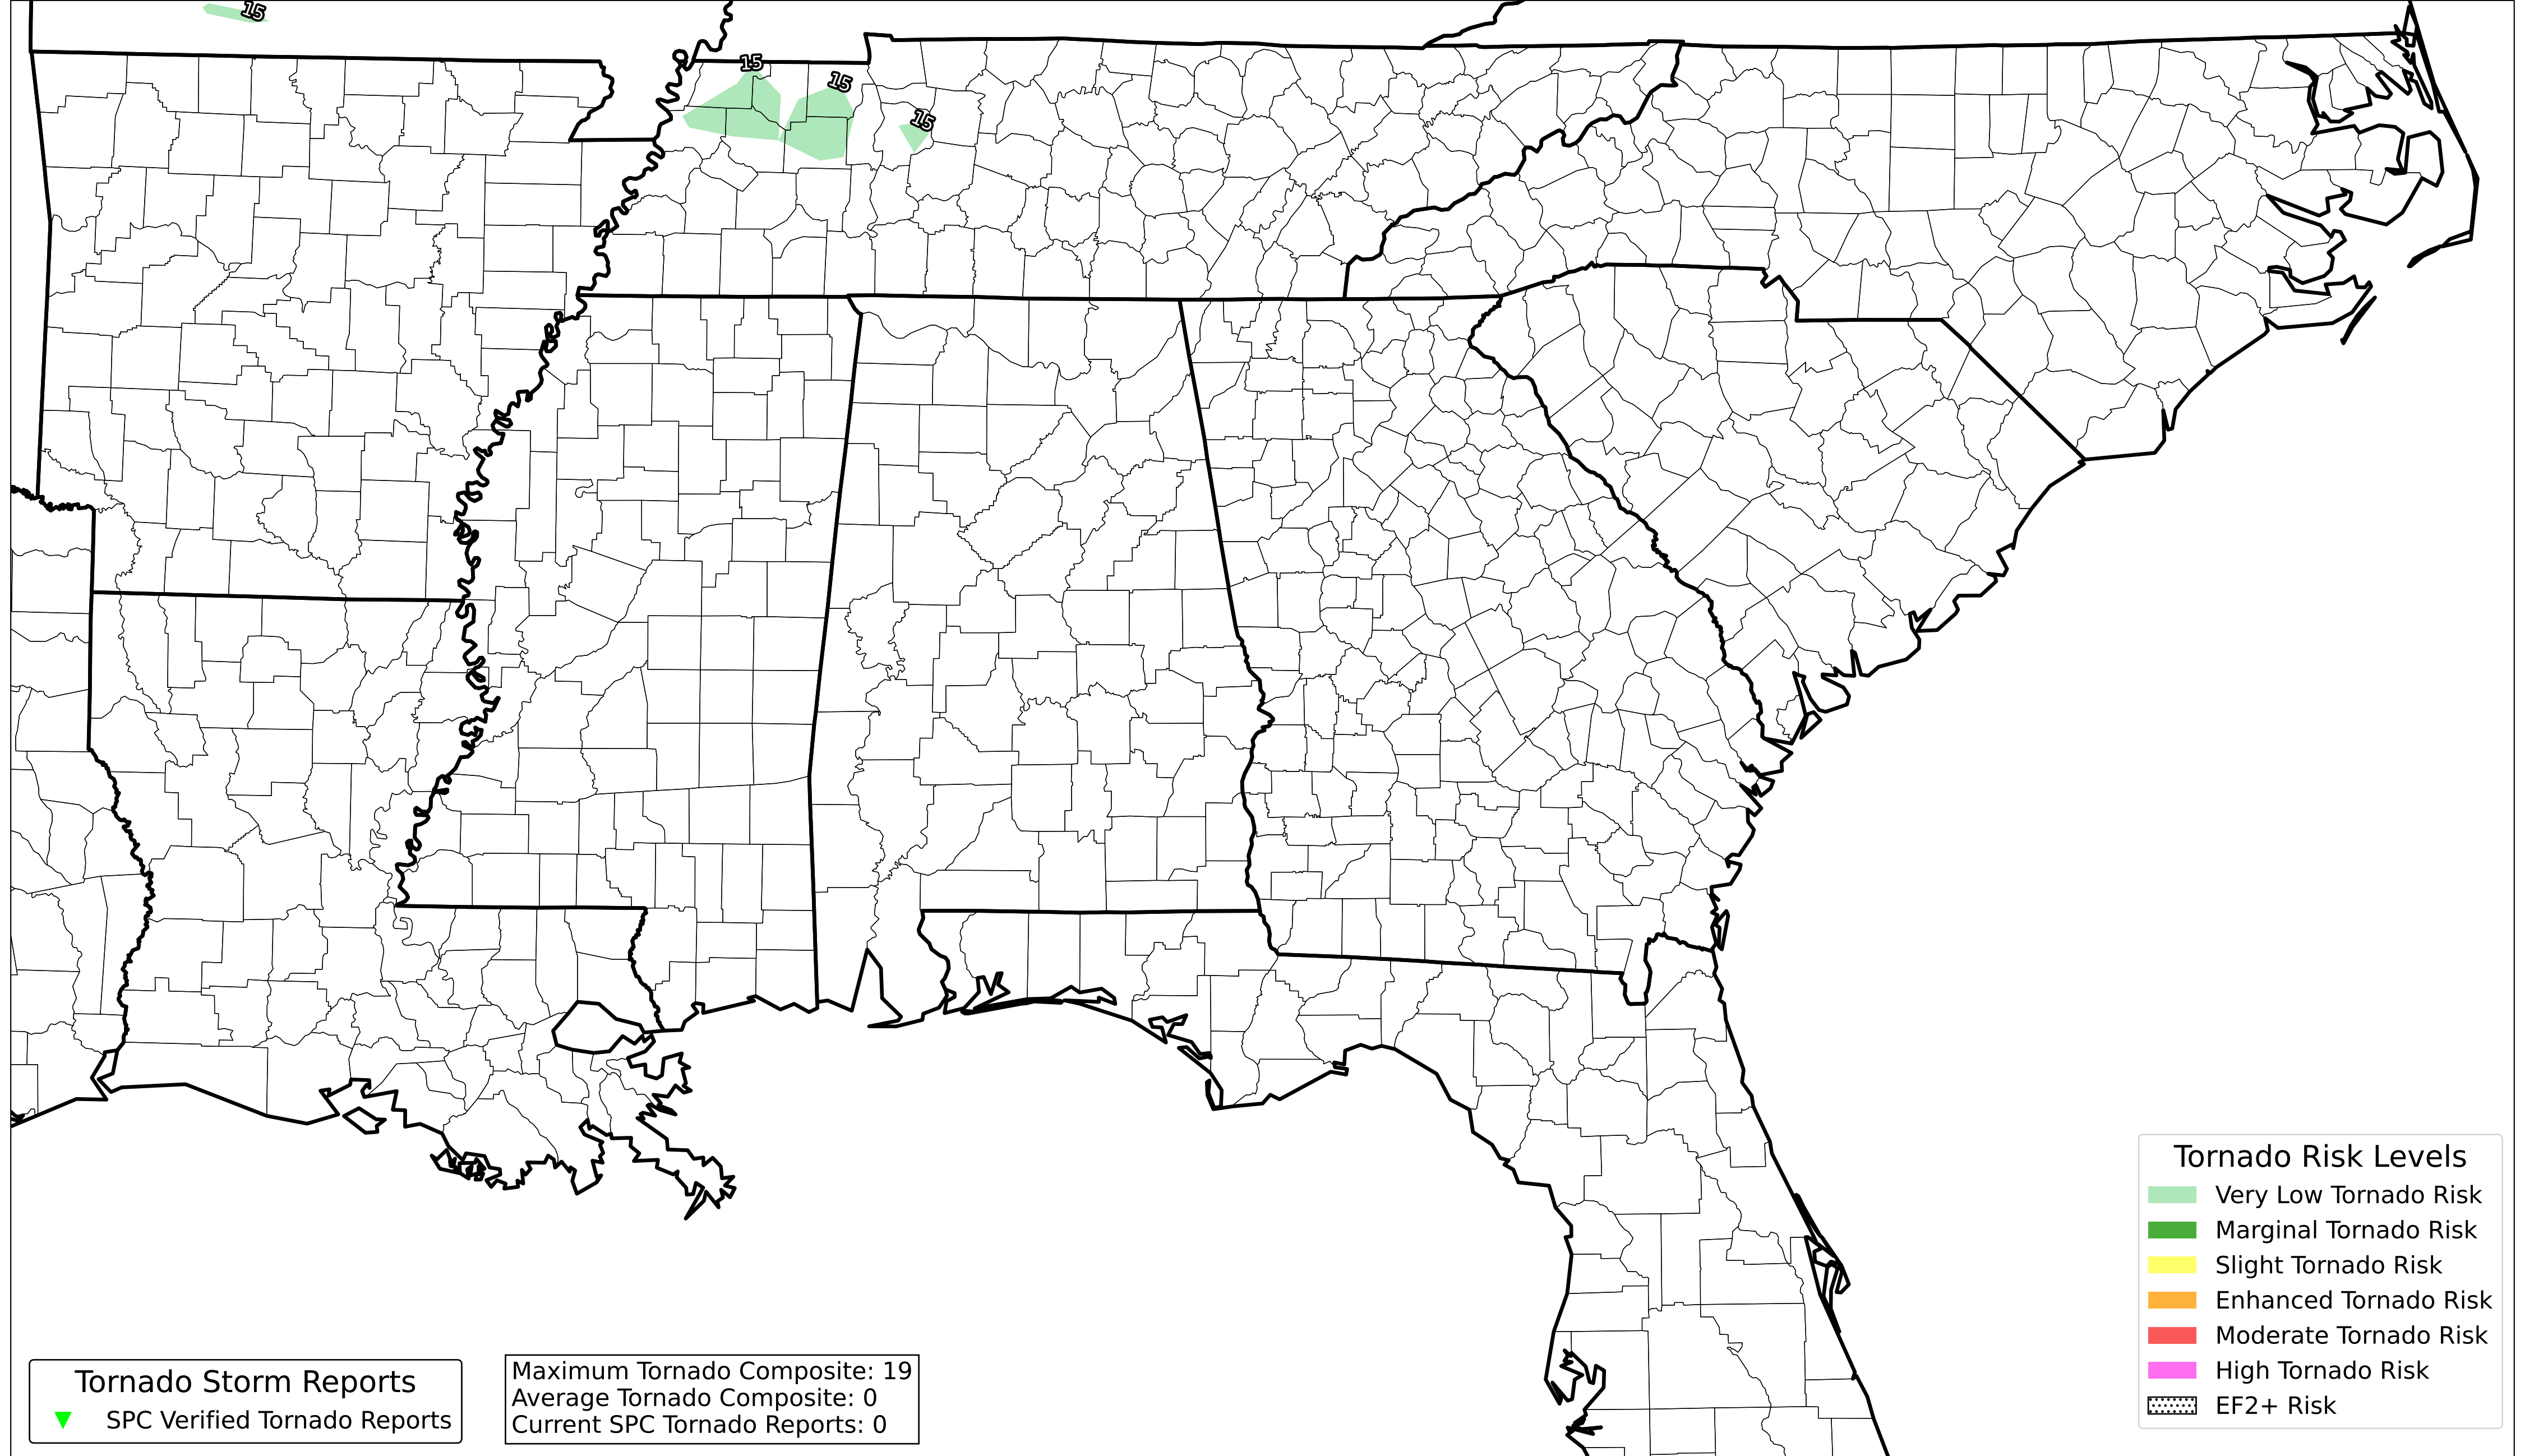 15
15
15
15
Tornado Risk Levels
Very Low Tornado Risk
Marginal Tornado Risk
Slight Tornado Risk
Enhanced Tornado Risk
Moderate Tornado Risk
High Tornado Risk
EF2+ Risk
Tornado Storm Reports
SPC Verified Tornado Reports
Maximum Tornado Composite: 19
Average Tornado Composite: 0
Current SPC Tornado Reports: 0